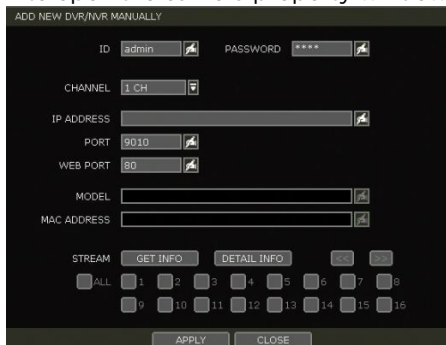 ADD NEW DVR/NVR MANUALLY
ID admin PASSWORD ****
CHANNEL 1 CH
IP ADDRESS
PORT 9010
WEB PORT 80
MODEL
MAC ADDRESS
STREAM GET INFO DETAIL INFO << >>
ALL 1 2 3 4 5 6 7 8
9 10 11 12 13 14 15 16
APPLY CLOSE